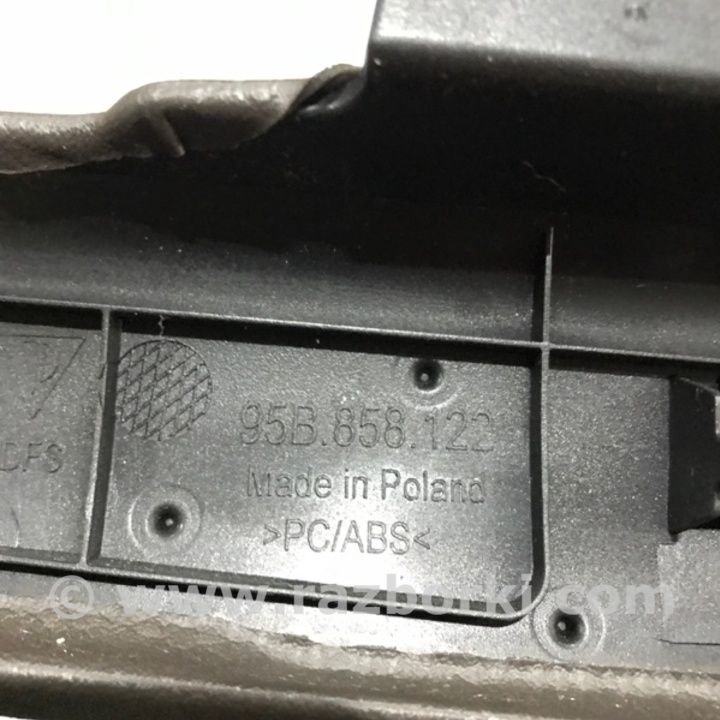 95B.858.122
DFS
Made in Poland
>PC/ABS<
© www.razborki.com